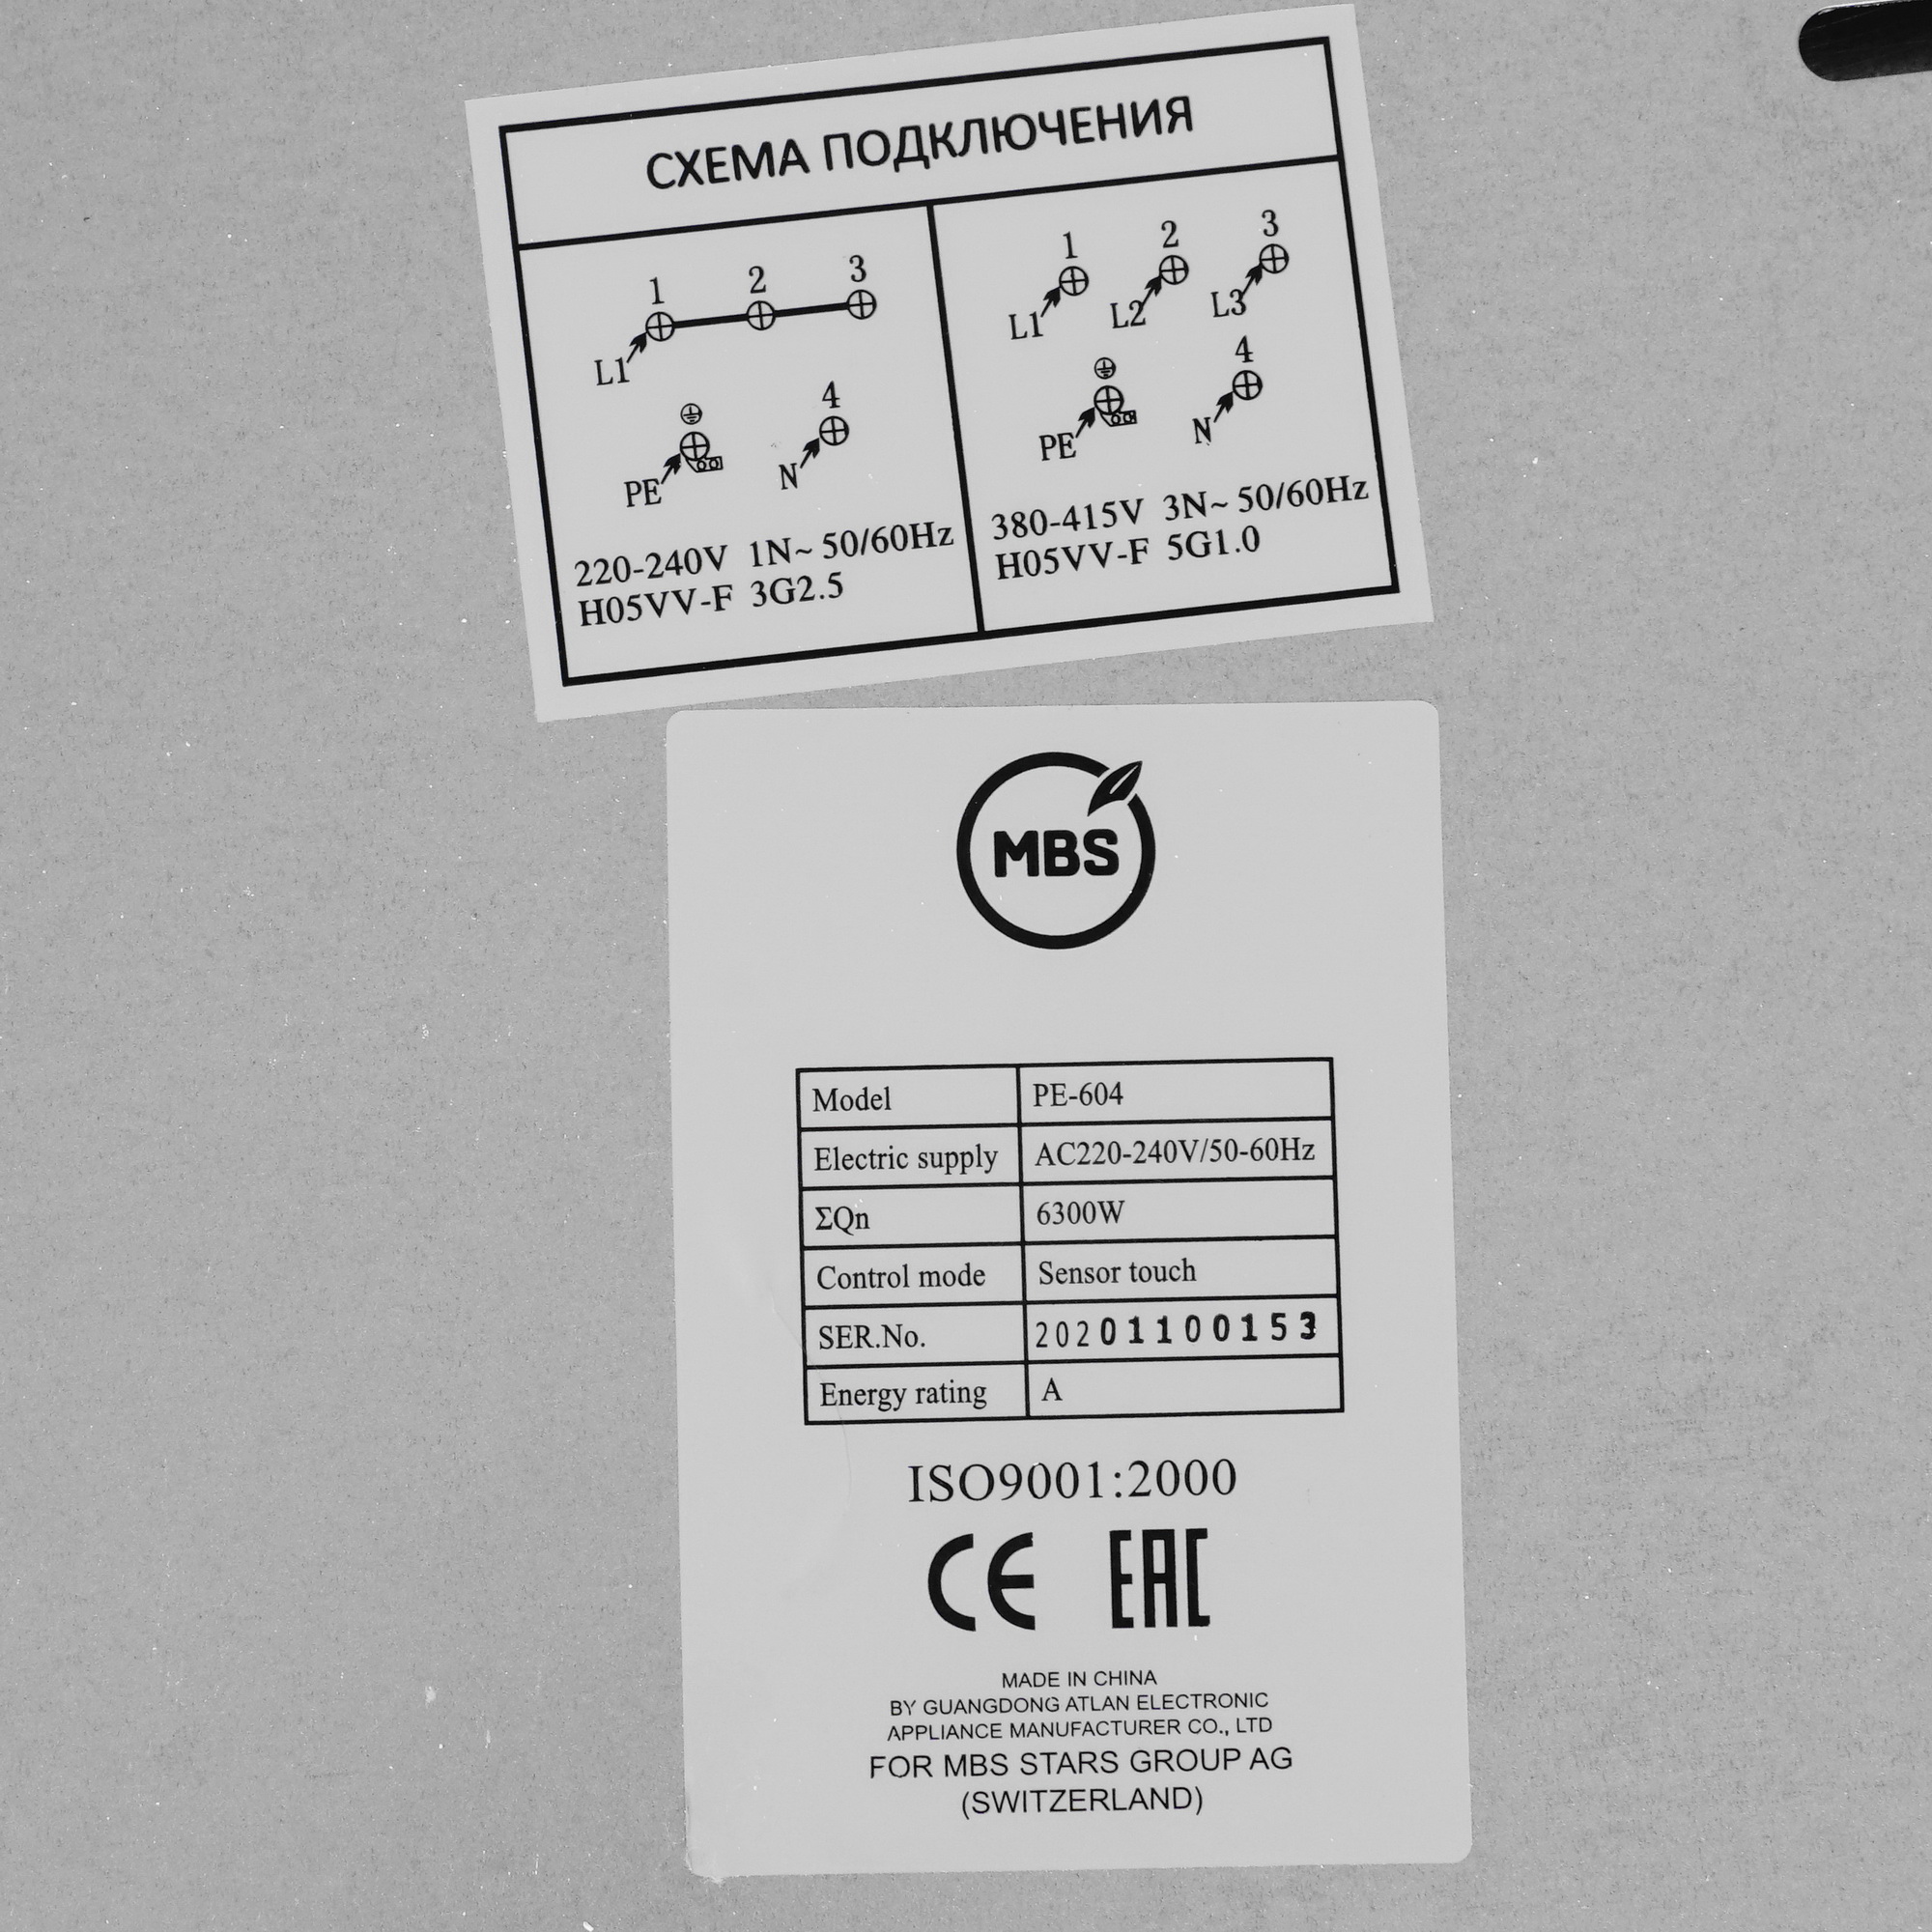 СХЕМА ПОДКЛЮЧЕНИЯ
1 2 3
L1
PE
4
N
220-240V 1N~ 50/60Hz
H05VV-F 3G2.5
1 2 3
L1 L2 L3
PE
4
N
380-415V 3N~ 50/60Hz
H05VV-F 5G1.0
MBS
Model PE-604
Electric supply AC220-240V/50-60Hz
ΣQn 6300W
Control mode Sensor touch
SER.No. 20201100153
Energy rating A
ISO9001:2000
CE EAC
MADE IN CHINA
BY GUANGDONG ATLAN ELECTRONIC
APPLIANCE MANUFACTURER CO., LTD
FOR MBS STARS GROUP AG
(SWITZERLAND)